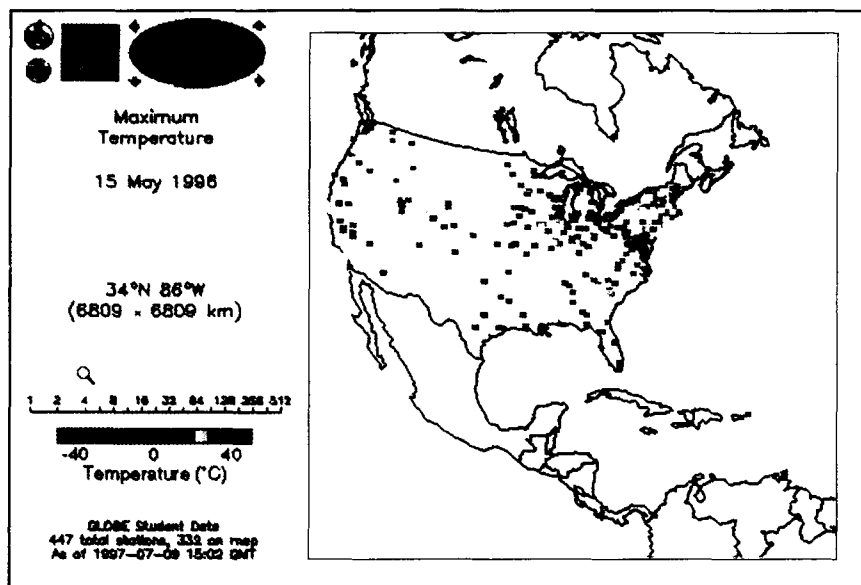 Maximum
Temperature
15 May 1996
34°N 86°W
(6809 × 6809 km)
1 2 4 8 16 32 64 128 256 512
-40 0 40
Temperature (°C)
GLOBE Student Data
447 total stations, 332 on map
As of 1997-07-09 15:02 GMT